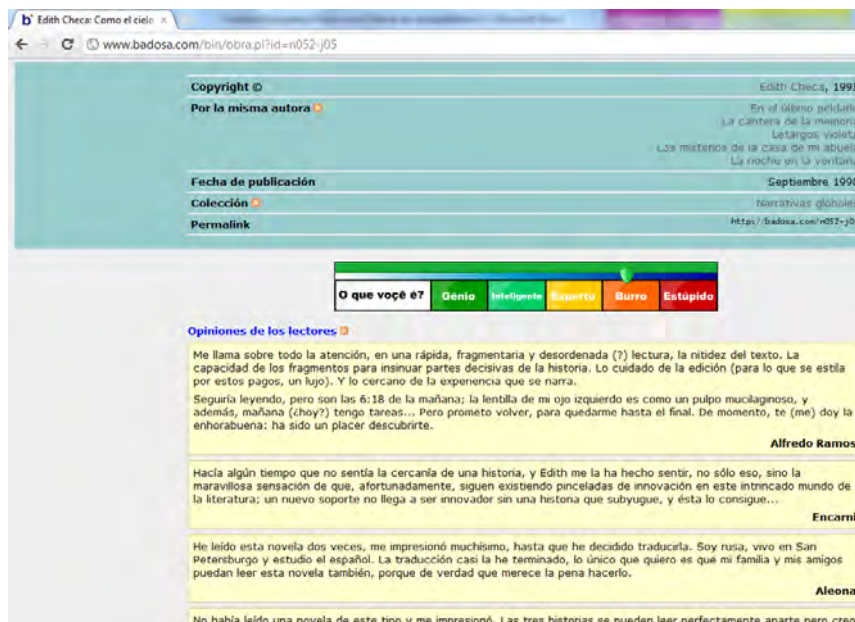 Edith Checa: Como el cielo
www.badosa.com/bin/obra.pl?id=n052-j05
Copyright © Edith Checa, 199
Por la misma autora En el último peldaño
La cantera de la memoria
Letargos violeta
Los misterios de la casa de mi abuela
La noche en la ventana
Fecha de publicación Septiembre 1998
Colección Narrativas globales
Permalink https://badosa.com/n052-j0
O que voçê é? Génio Inteligente Esperto Burro Estúpido
Opiniones de los lectores
Me llama sobre todo la atención, en una rápida, fragmentaria y desordenada (?) lectura, la nitidez del texto. La
capacidad de los fragmentos para insinuar partes decisivas de la historia. Lo cuidado de la edición (para lo que se estila
por estos pagos, un lujo). Y lo cercano de la experiencia que se narra.
Seguiría leyendo, pero son las 6:18 de la mañana; la lentilla de mi ojo izquierdo es como un pulpo mucilaginoso, y
además, mañana (¿hoy?) tengo tareas... Pero prometo volver, para quedarme hasta el final. De momento, te (me) doy la
enhorabuena: ha sido un placer descubrirte.
Alfredo Ramos
Hacía algún tiempo que no sentía la cercanía de una historia, y Edith me la ha hecho sentir, no sólo eso, sino la
maravillosa sensación de que, afortunadamente, siguen existiendo pinceladas de innovación en este intrincado mundo de
la literatura; un nuevo soporte no llega a ser innovador sin una historia que subyugue, y ésta lo consigue...
Encarni
He leído esta novela dos veces, me impresionó muchísimo, hasta que he decidido traducirla. Soy rusa, vivo en San
Petersburgo y estudio el español. La traducción casi la he terminado, lo único que quiero es que mi familia y mis amigos
puedan leer esta novela también, porque de verdad que merece la pena hacerlo.
Aleona
No había leído una novela de este tipo y me impresionó. Las tres historias se pueden leer perfectamente aparte pero creo